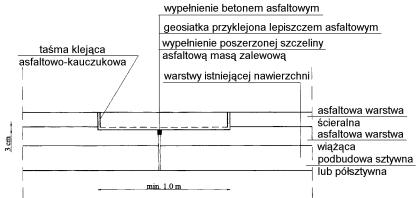 wypełnienie betonem asfaltowym
geosiatka przyklejona lepiszczem asfaltowym
taśma klejąca
asfaltowo-kauczukowa
wypełnienie poszerzonej szczeliny
asfaltową masą zalewową
warstwy istniejącej nawierzchni
asfaltowa warstwa
ścieralna
asfaltowa warstwa
wiążąca
podbudowa sztywna
lub półsztywna
3 cm
min. 1.0 m